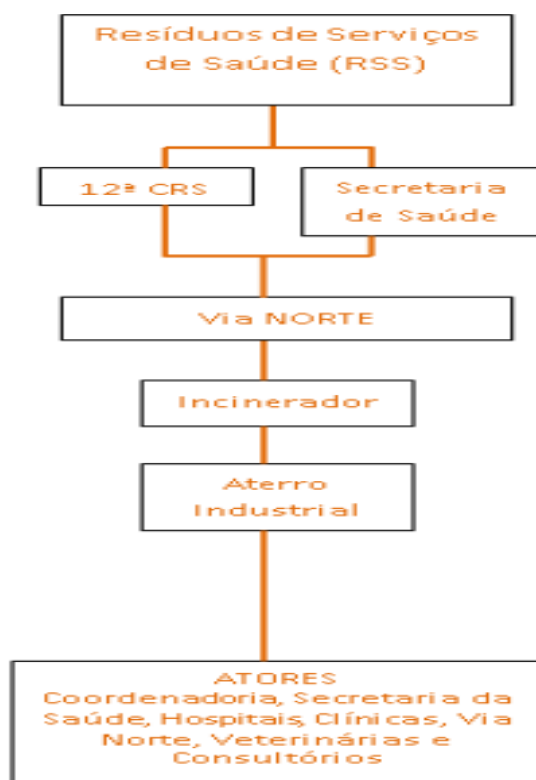 Resíduos de Serviços
de Saúde (RSS)
12ª CRS
Secretaria
de Saúde
Via NORTE
Incinerador
Aterro
Industrial
ATORES
Coordenadoria, Secretaria da
Saúde, Hospitais, Clínicas, Via
Norte, Veterinárias e
Consultórios